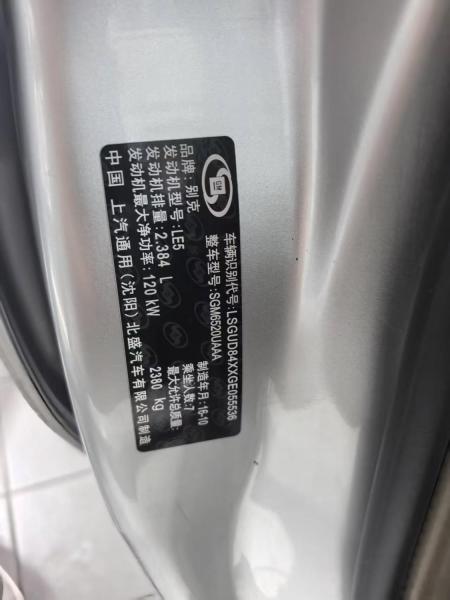 GM
车辆识别代号:LSGUD84XXGE055536
整车型号:SGM6520UAAA
品牌:别克
制造年月:16-10
发动机型号:LE5
乘坐人数:7
发动机排量:2.384 L
最大允许总质量:
发动机最大净功率:120 kW
2380 kg
中国 上汽通用(沈阳)北盛汽车有限公司制造